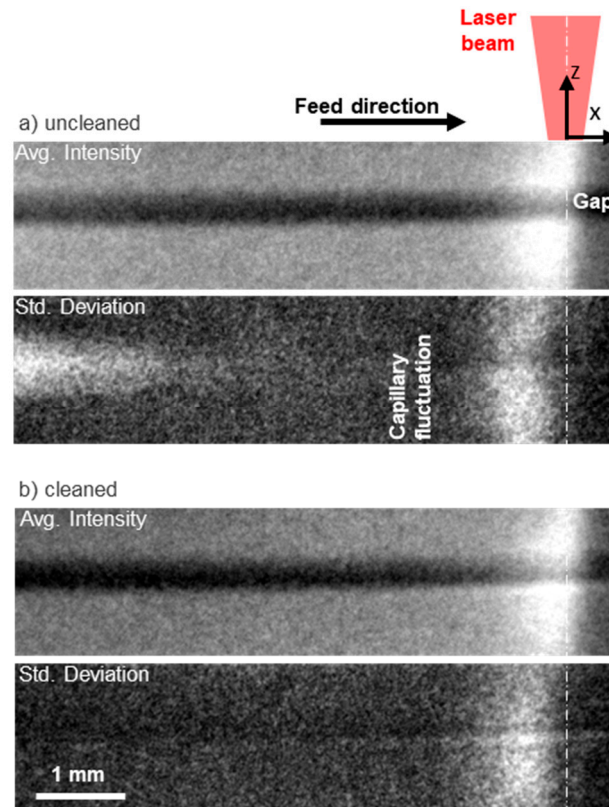 Laser
beam
Z
X
Feed direction
a) uncleaned
Avg. Intensity
Gap
Std. Deviation
Capillary
fluctuation
b) cleaned
Avg. Intensity
Std. Deviation
1 mm